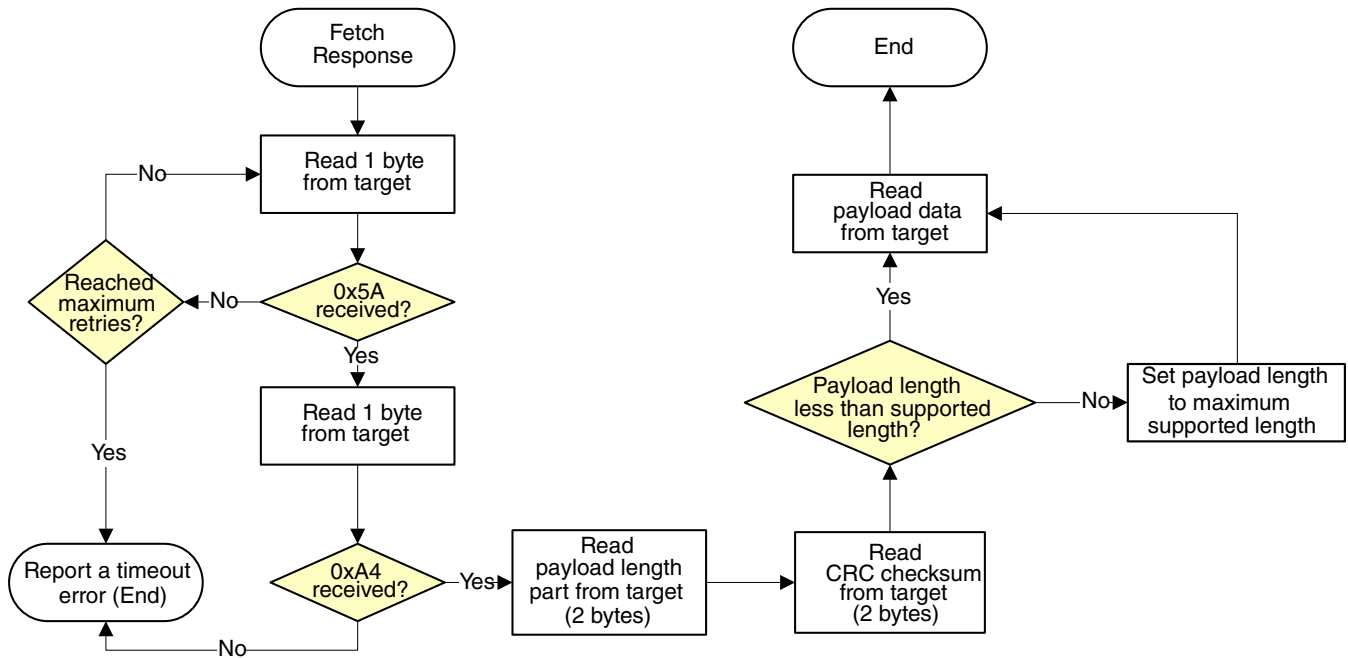 Fetch
Response
End
Read 1 byte
from target
No
Read
payload data
from target
Reached
maximum
retries?
No
0x5A
received?
Yes
Yes
Read 1 byte
from target
Payload length
less than supported
length?
No
Set payload length
to maximum
supported length
Yes
Report a timeout
error (End)
0xA4
received?
Yes
Read
payload length
part from target
(2 bytes)
Read
CRC checksum
from target
(2 bytes)
No